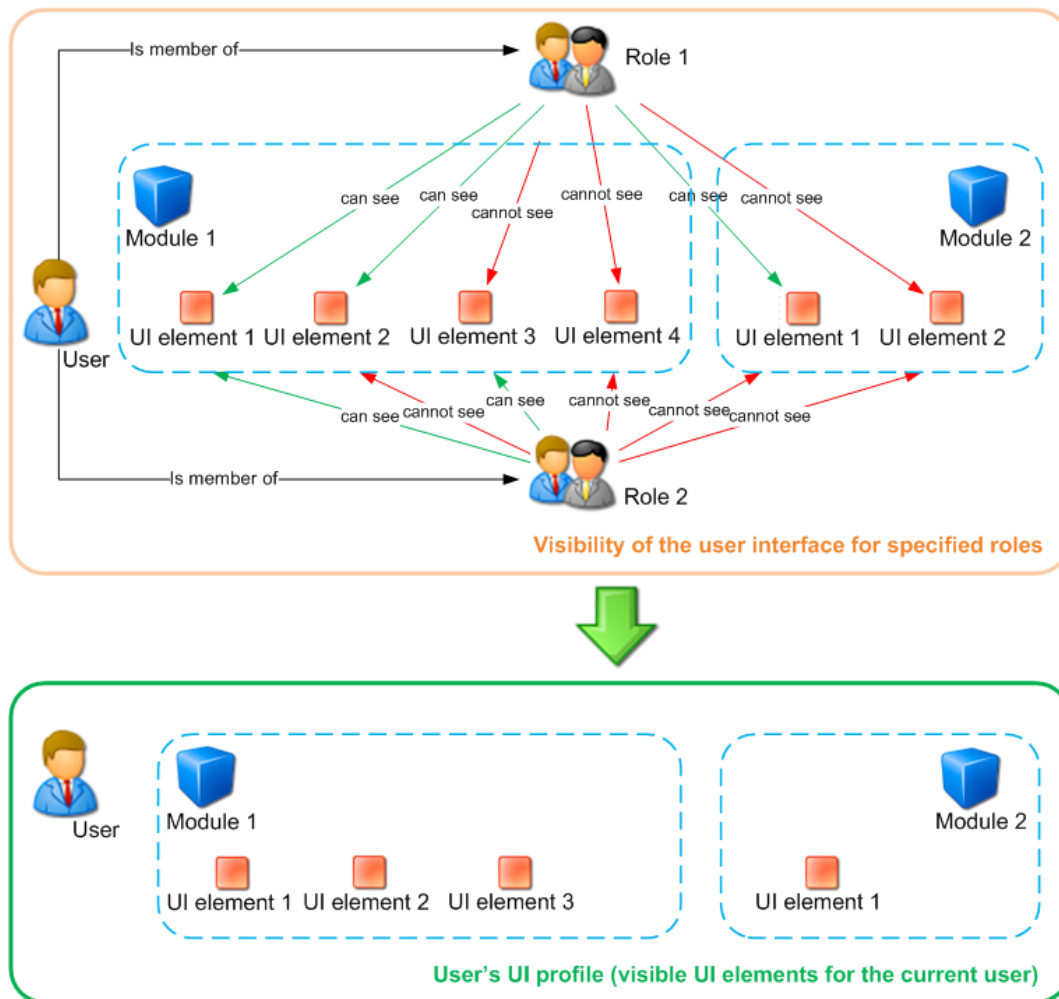 Is member of
Role 1
can see
can see
cannot see
cannot see
can see
cannot see
Module 1
Module 2
User
UI element 1
UI element 2
UI element 3
UI element 4
UI element 1
UI element 2
can see
cannot see
can see
cannot see
cannot see
cannot see
Is member of
Role 2
Visibility of the user interface for specified roles
User
Module 1
Module 2
UI element 1
UI element 2
UI element 3
UI element 1
User's UI profile (visible UI elements for the current user)